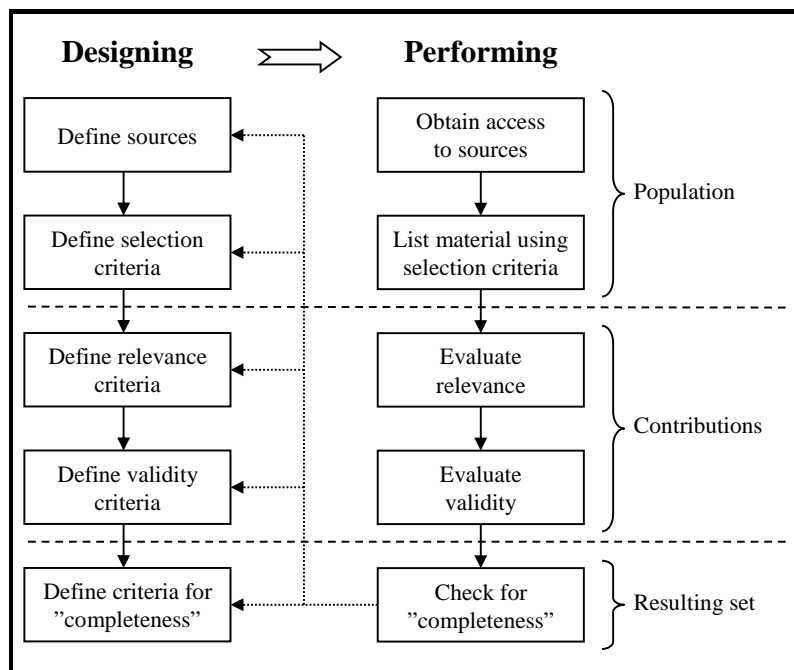 Designing
Performing
Define sources
Obtain access
to sources
Population
Define selection
criteria
List material using
selection criteria
Define relevance
criteria
Evaluate
relevance
Contributions
Define validity
criteria
Evaluate
validity
Define criteria for
”completeness”
Check for
”completeness”
Resulting set